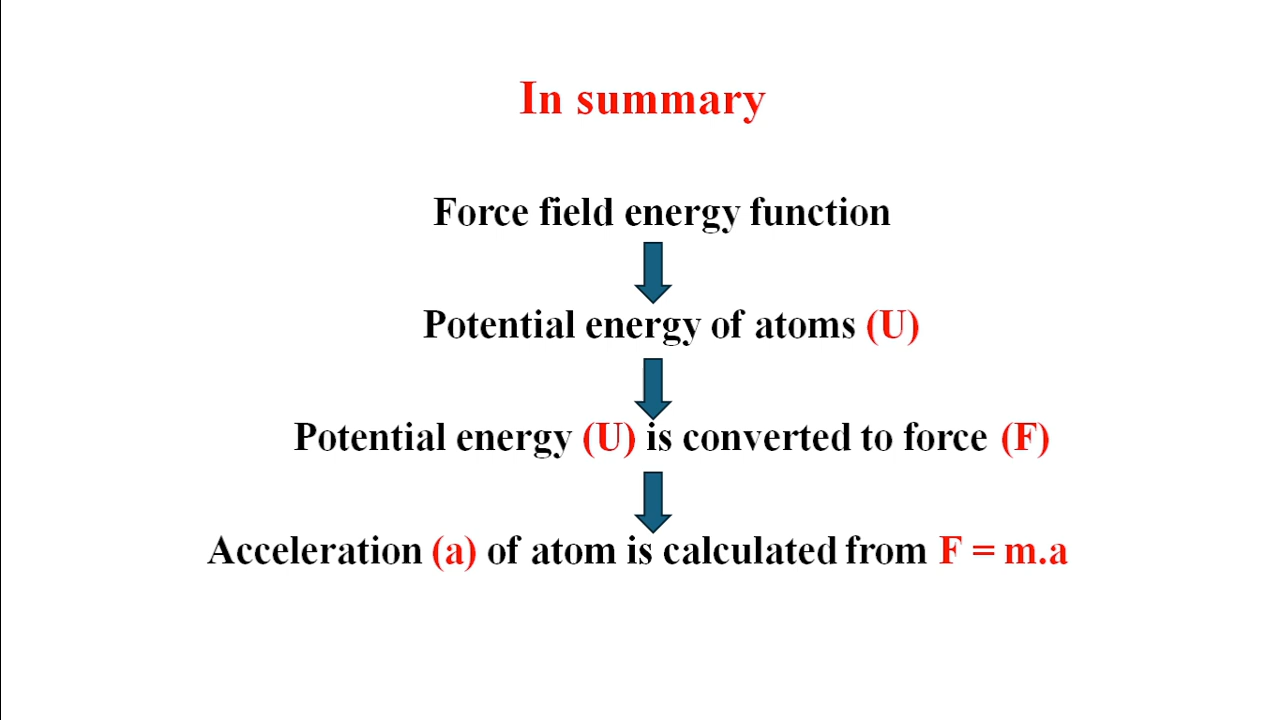 In summary
Force field energy function
Potential energy of atoms (U)
Potential energy (U) is converted to force (F)
Acceleration (a) of atom is calculated from F = m.a